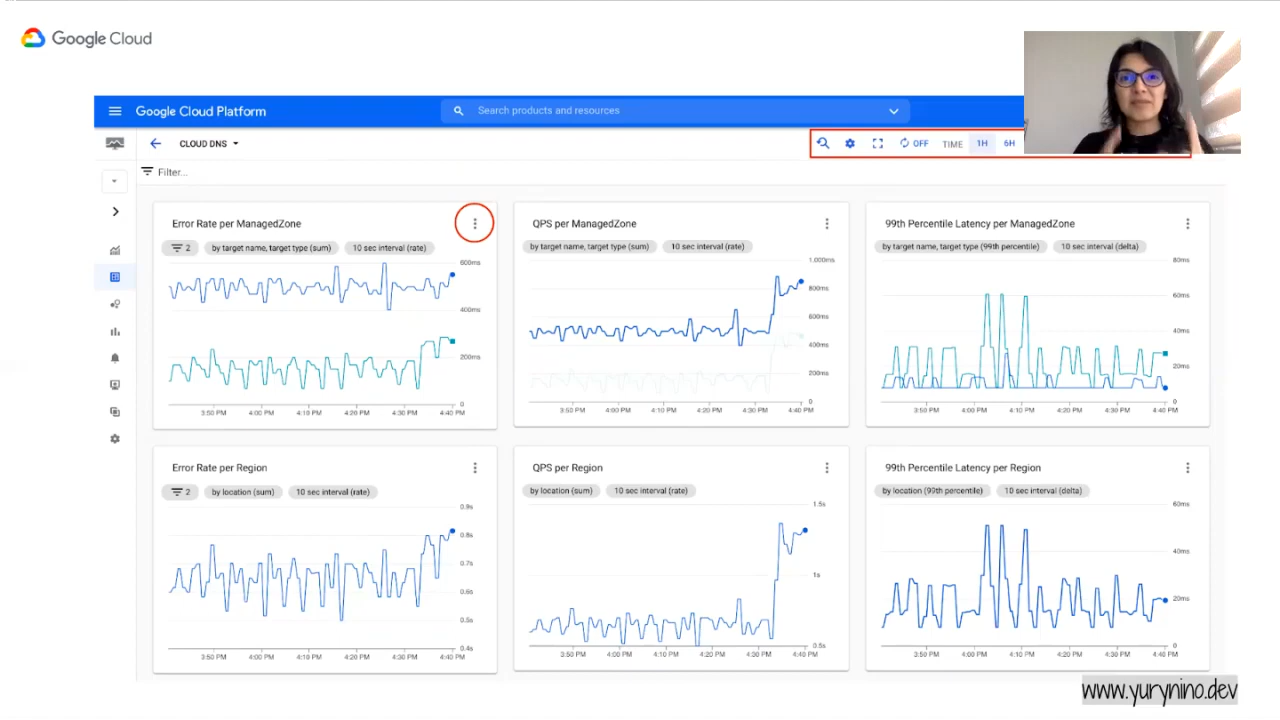 Google Cloud
Google Cloud Platform
Search products and resources
CLOUD DNS
OFF TIME 1H 6H
Filter...
Error Rate per ManagedZone
2 by target name, target type (sum) 10 sec interval (rate)
600ms
400ms
200ms
0
3:50 PM 4:00 PM 4:10 PM 4:20 PM 4:30 PM 4:40 PM
QPS per ManagedZone
by target name, target type (sum) 10 sec interval (rate)
1.000ms
800ms
600ms
400ms
200ms
0
3:50 PM 4:00 PM 4:10 PM 4:20 PM 4:30 PM 4:40 PM
99th Percentile Latency per ManagedZone
by target name, target type (99th percentile) 10 sec interval (delta)
80ms
60ms
40ms
20ms
0
3:50 PM 4:00 PM 4:10 PM 4:20 PM 4:30 PM 4:40 PM
Error Rate per Region
2 by location (sum) 10 sec interval (rate)
0.9s
0.8s
0.7s
0.6s
0.5s
0.4s
3:50 PM 4:00 PM 4:10 PM 4:20 PM 4:30 PM 4:40 PM
QPS per Region
by location (sum) 10 sec interval (rate)
1.5s
1s
0.5s
3:50 PM 4:00 PM 4:10 PM 4:20 PM 4:30 PM 4:40 PM
99th Percentile Latency per Region
by location (99th percentile) 10 sec interval (delta)
60ms
40ms
20ms
0
3:50 PM 4:00 PM 4:10 PM 4:20 PM 4:30 PM 4:40 PM
www.yurynino.dev